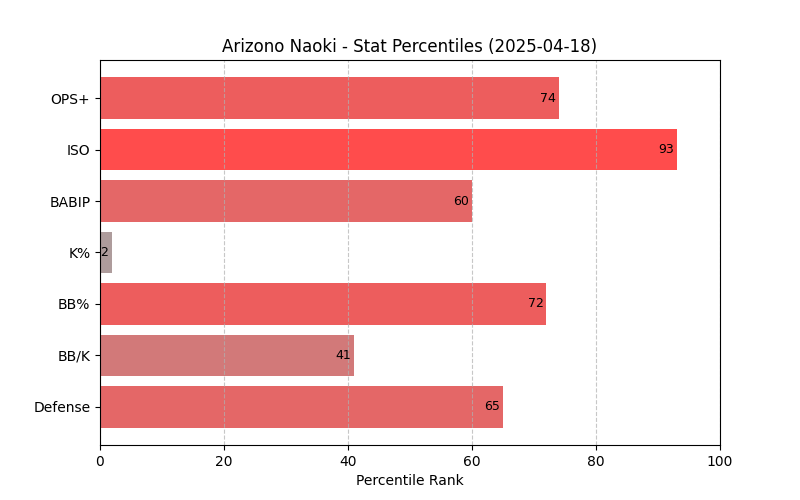 Arizono Naoki - Stat Percentiles (2025-04-18)
OPS+ 74
ISO 93
BABIP 60
K% 2
BB% 72
BB/K 41
Defense 65
0 20 40 60 80 100
Percentile Rank